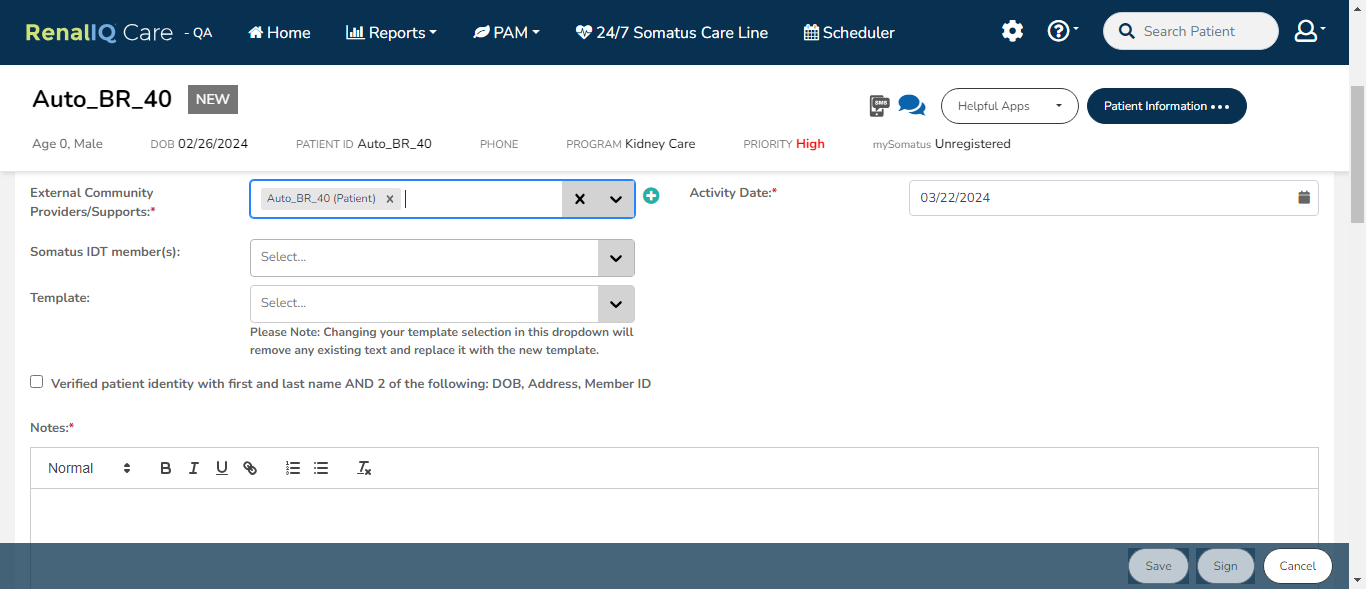 RenalIQ Care - QA Home Reports PAM 24/7 Somatus Care Line Scheduler Search Patient
Auto_BR_40 NEW
SMS Helpful Apps Patient Information
Age 0, Male DOB 02/26/2024 PATIENT ID Auto_BR_40 PHONE PROGRAM Kidney Care PRIORITY High mySomatus Unregistered
External Community Providers/Supports:* Auto_BR_40 (Patient) x Activity Date:* 03/22/2024
Somatus IDT member(s): Select...
Template: Select...
Please Note: Changing your template selection in this dropdown will
remove any existing text and replace it with the new template.
Verified patient identity with first and last name AND 2 of the following: DOB, Address, Member ID
Notes:*
Normal B I U
Save Sign Cancel